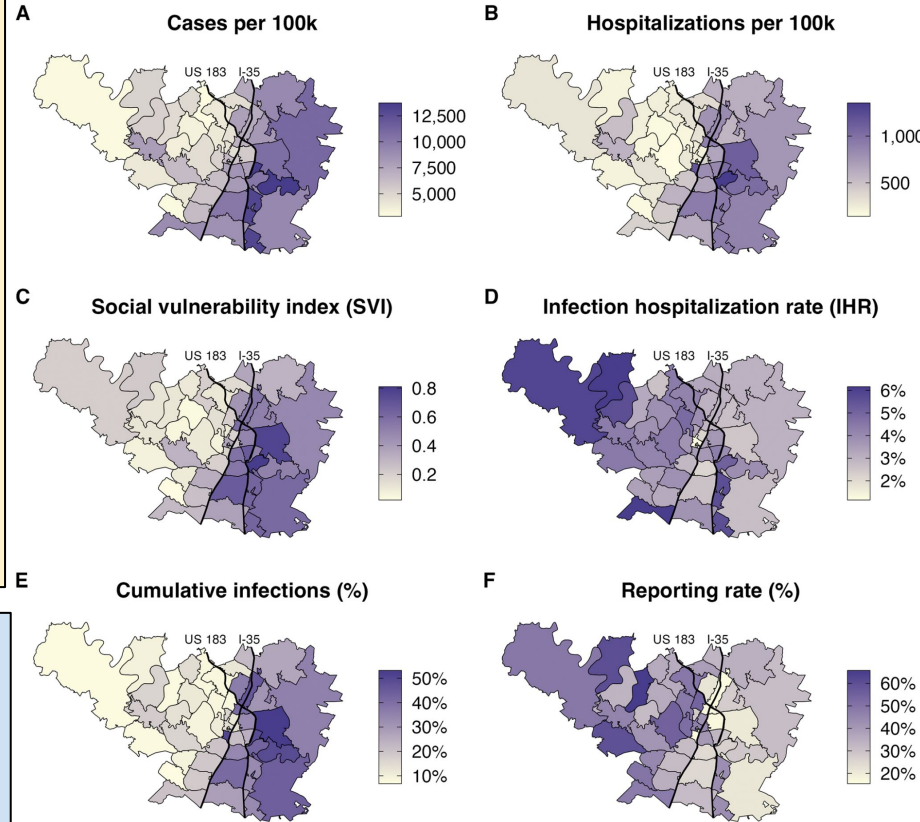 A
Cases per 100k
US 183 I-35
12,500
10,000
7,500
5,000
B
Hospitalizations per 100k
US 183 I-35
1,000
500
C
Social vulnerability index (SVI)
US 183 I-35
0.8
0.6
0.4
0.2
D
Infection hospitalization rate (IHR)
US 183 I-35
6%
5%
4%
3%
2%
E
Cumulative infections (%)
US 183 I-35
50%
40%
30%
20%
10%
F
Reporting rate (%)
US 183 I-35
60%
50%
40%
30%
20%